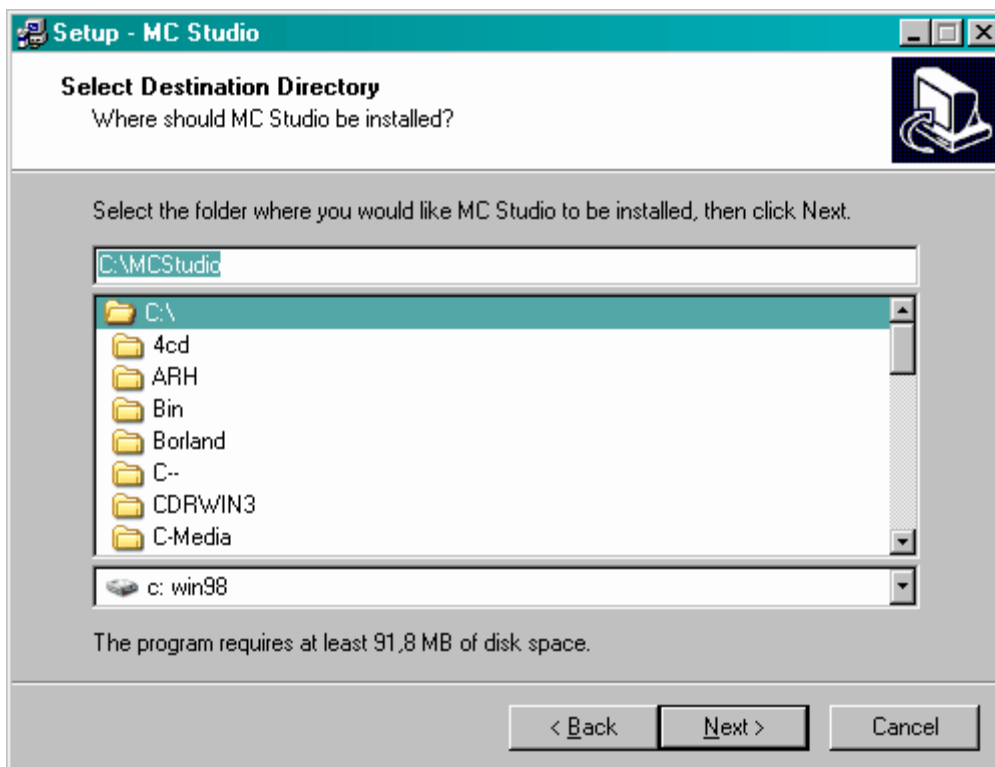 Setup - MC Studio
Select Destination Directory
Where should MC Studio be installed?
Select the folder where you would like MC Studio to be installed, then click Next.
C:\MCStudio
C:\
4cd
ARH
Bin
Borland
C--
CDRWIN3
C-Media
c: win98
The program requires at least 91,8 MB of disk space.
< Back Next > Cancel